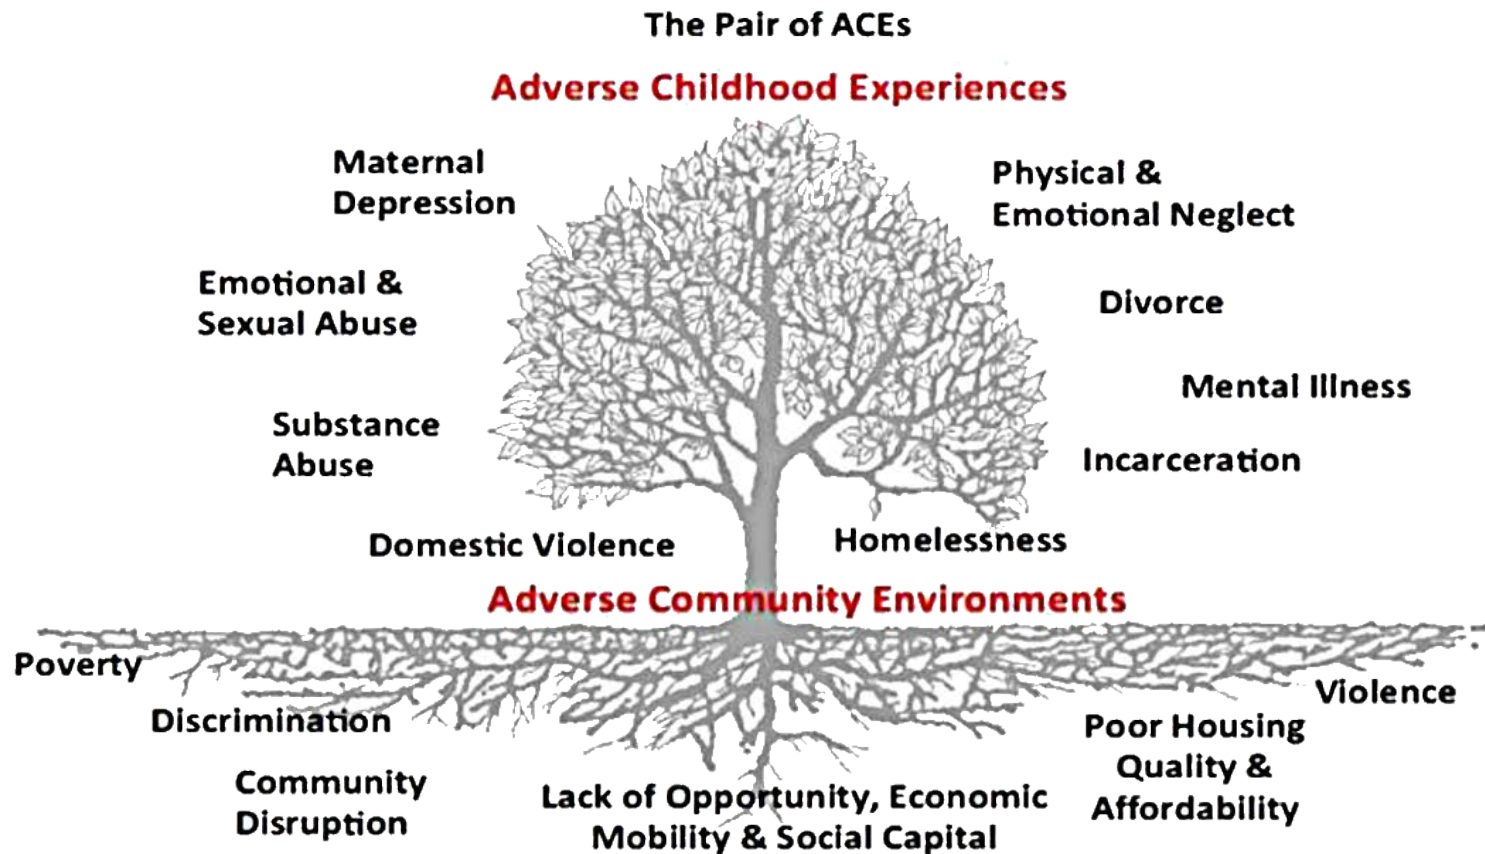 The Pair of ACEs
Adverse Childhood Experiences
Maternal
Depression
Physical &
Emotional Neglect
Emotional &
Sexual Abuse
Divorce
Mental Illness
Substance
Abuse
Incarceration
Domestic Violence
Homelessness
Adverse Community Environments
Poverty
Violence
Discrimination
Poor Housing
Quality &
Affordability
Community
Disruption
Lack of Opportunity, Economic
Mobility & Social Capital